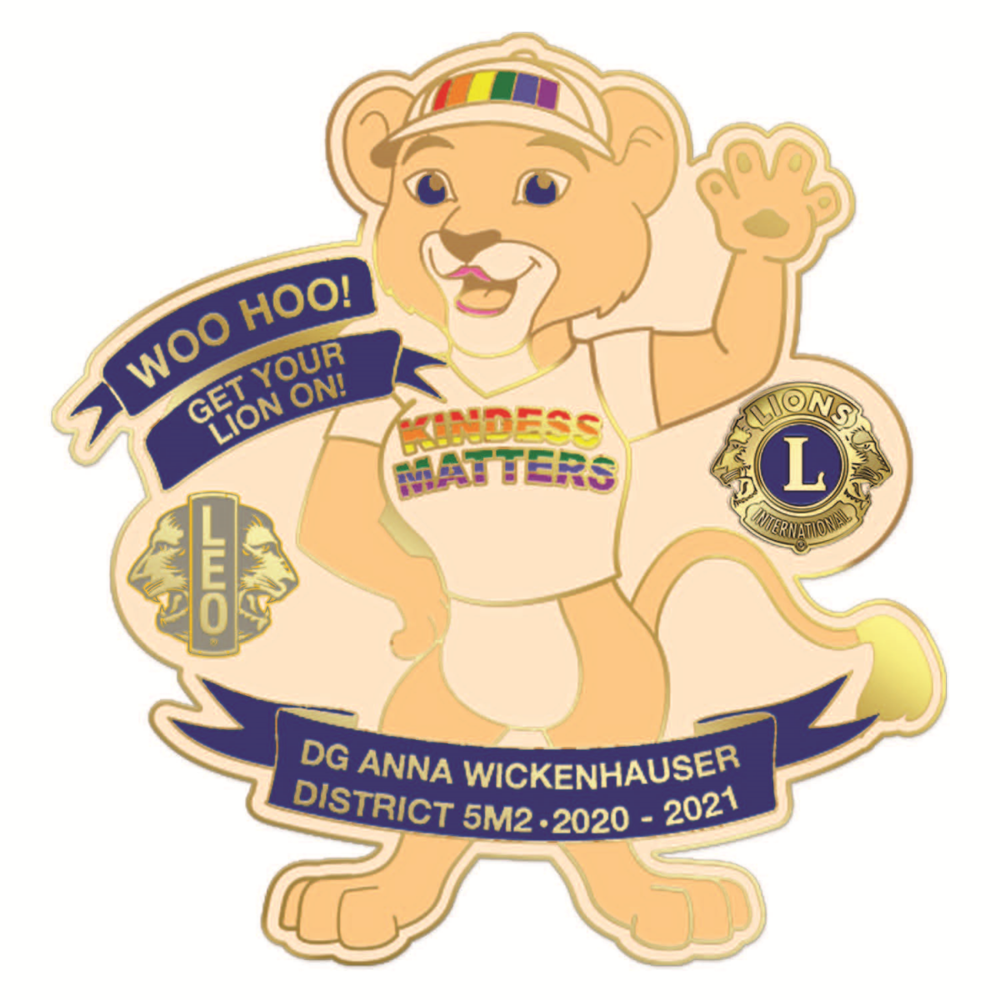 WOO HOO!
GET YOUR
LION ON!
KINDESS
MATTERS
LIONS
L
INTERNATIONAL
®
LEO
DG ANNA WICKENHAUSER
DISTRICT 5M2 • 2020 - 2021